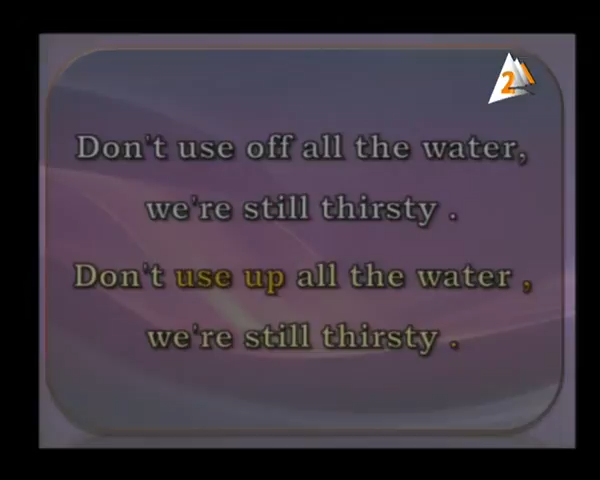 2
Don't use off all the water,
we're still thirsty .
Don't use up all the water ,
we're still thirsty .